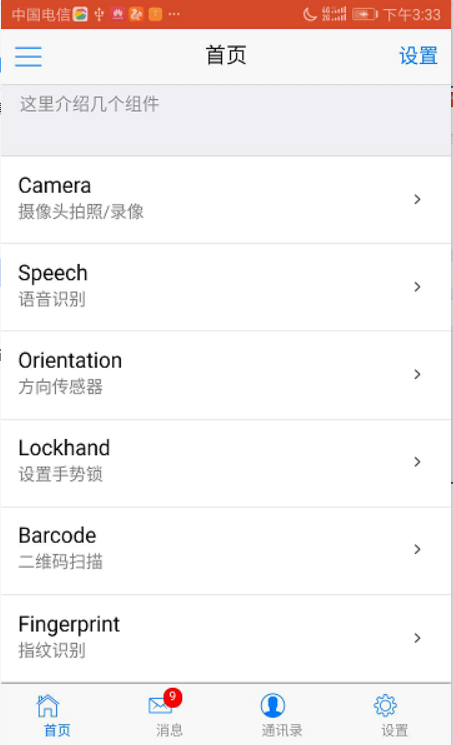 中国电信 ··· 下午3:33
首页 设置
这里介绍几个组件
Camera
摄像头拍照/录像
Speech
语音识别
Orientation
方向传感器
Lockhand
设置手势锁
Barcode
二维码扫描
Fingerprint
指纹识别
9
首页 消息 通讯录 设置